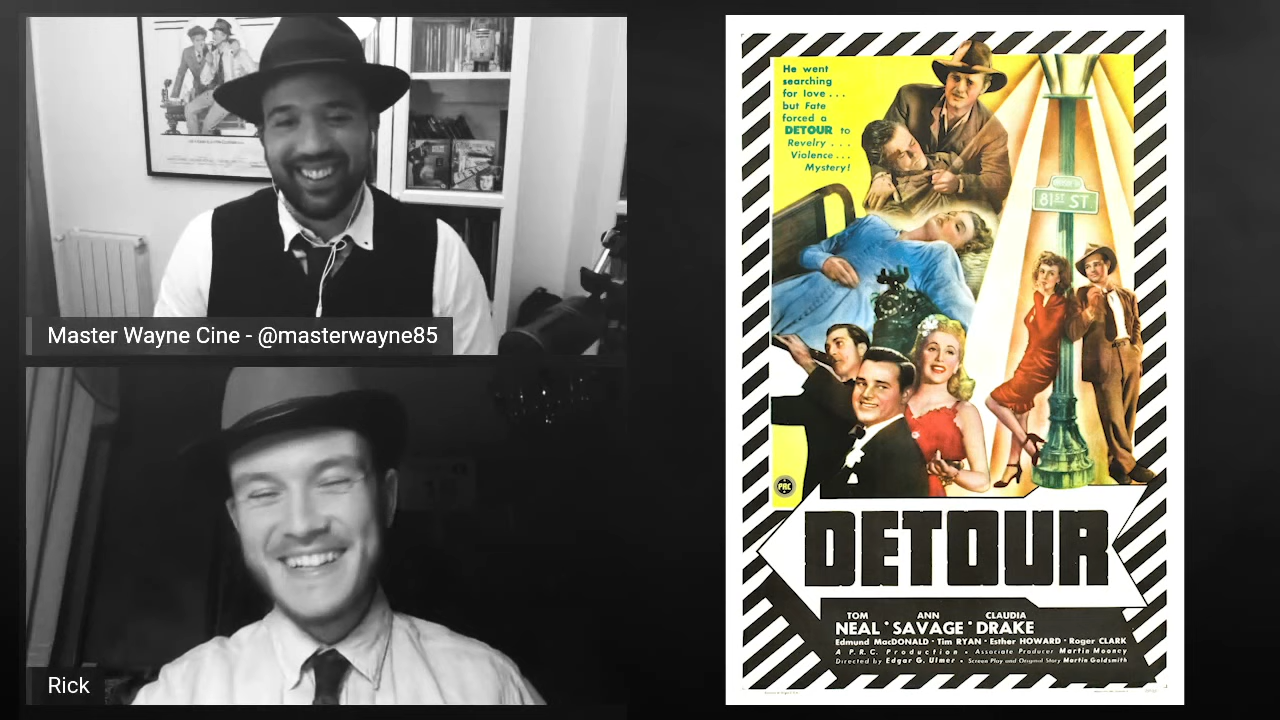 Master Wayne Cine - @masterwayne85
Rick
He went
searching
for love...
but Fate
forced a
DETOUR to
Revelry...
Violence...
Mystery!
81ST ST
PRC
DETOUR
TOM ANN CLAUDIA
NEAL • SAVAGE • DRAKE
Edmund MacDONALD • Tim RYAN • Esther HOWARD • Roger CLARK
A P.R.C. Production • Associate Producer Martin Mooney
Directed by Edgar G. Ulmer • Screen Play and Original Story Martin Goldsmith